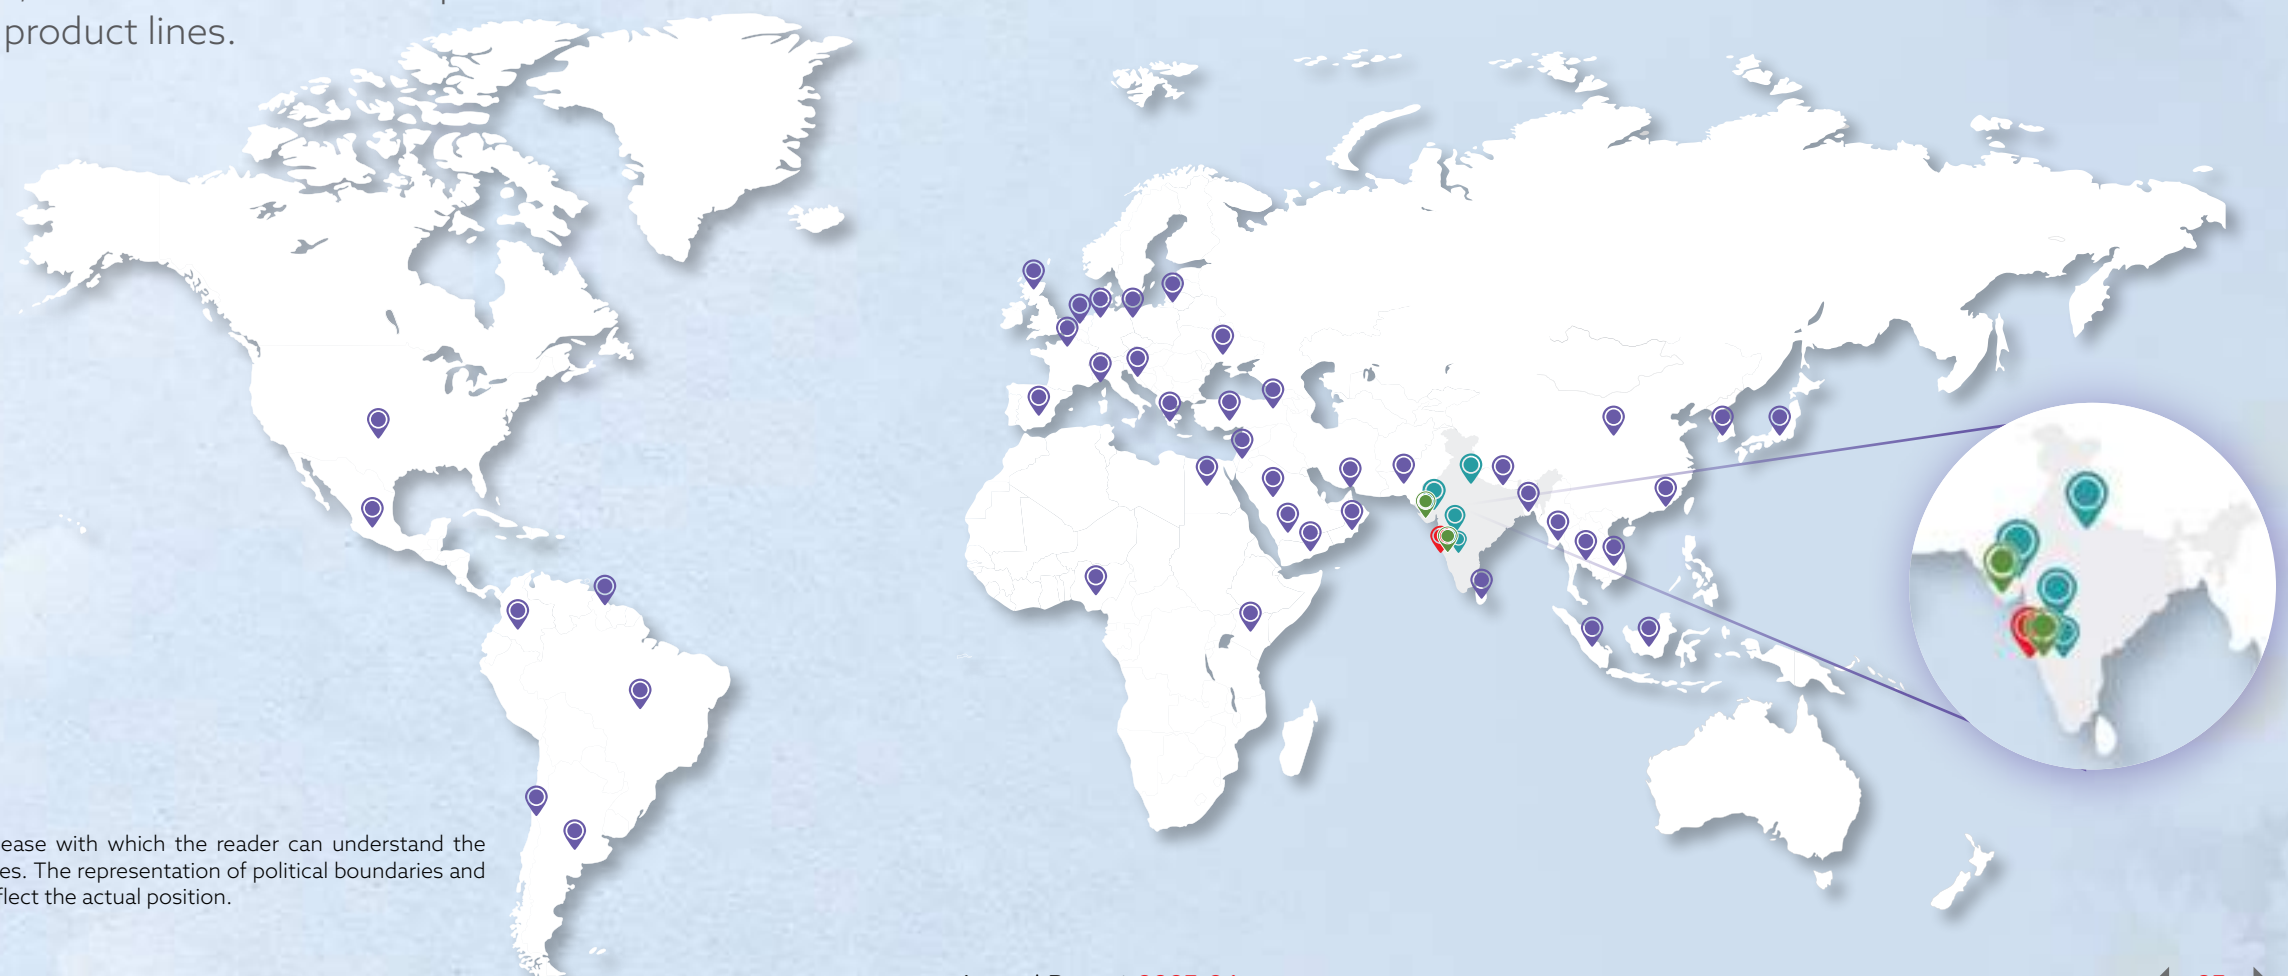 product lines.
ease with which the reader can understand the
es. The representation of political boundaries and
flect the actual position.